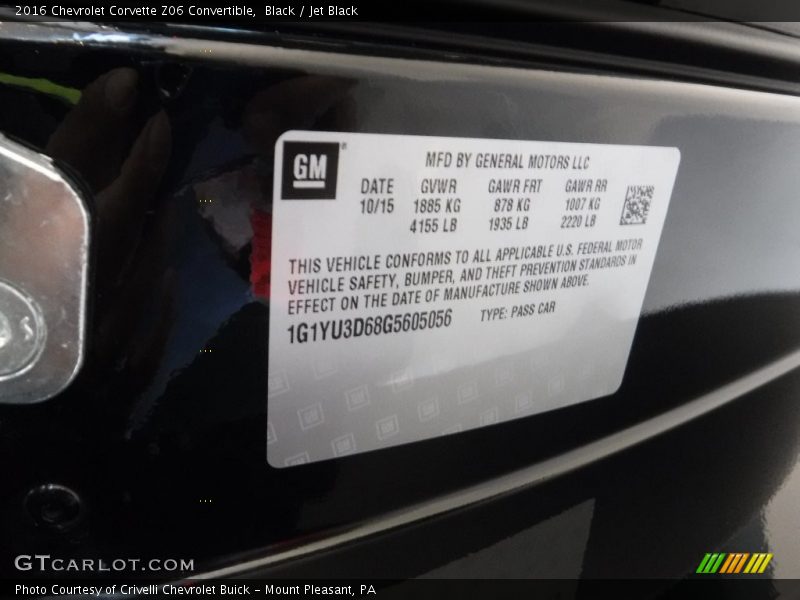 2016 Chevrolet Corvette Z06 Convertible, Black / Jet Black
GM
MFD BY GENERAL MOTORS LLC
DATE GVWR GAWR FRT GAWR RR
10/15 1885 KG 878 KG 1007 KG
4155 LB 1935 LB 2220 LB
THIS VEHICLE CONFORMS TO ALL APPLICABLE U.S. FEDERAL MOTOR
VEHICLE SAFETY, BUMPER, AND THEFT PREVENTION STANDARDS IN
EFFECT ON THE DATE OF MANUFACTURE SHOWN ABOVE.
1G1YU3D68G5605056 TYPE: PASS CAR
GTCARLOT.COM
Photo Courtesy of Crivelli Chevrolet Buick - Mount Pleasant, PA